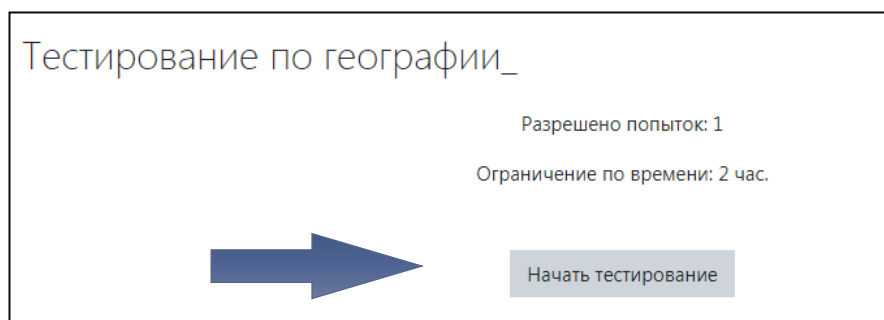 Тестирование по географии_
Разрешено попыток: 1
Ограничение по времени: 2 час.
Начать тестирование